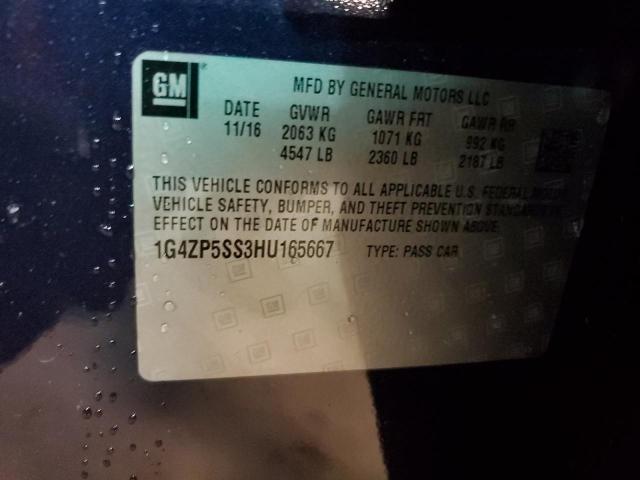 GM®
MFD BY GENERAL MOTORS LLC
DATE GVWR GAWR FRT GAWR RR
11/16 2063 KG 1071 KG 992 KG
4547 LB 2360 LB 2187 LB
THIS VEHICLE CONFORMS TO ALL APPLICABLE U.S. FEDERAL MOTOR
VEHICLE SAFETY, BUMPER, AND THEFT PREVENTION STANDARDS IN
EFFECT ON THE DATE OF MANUFACTURE SHOWN ABOVE.
1G4ZP5SS3HU165667 TYPE: PASS CAR